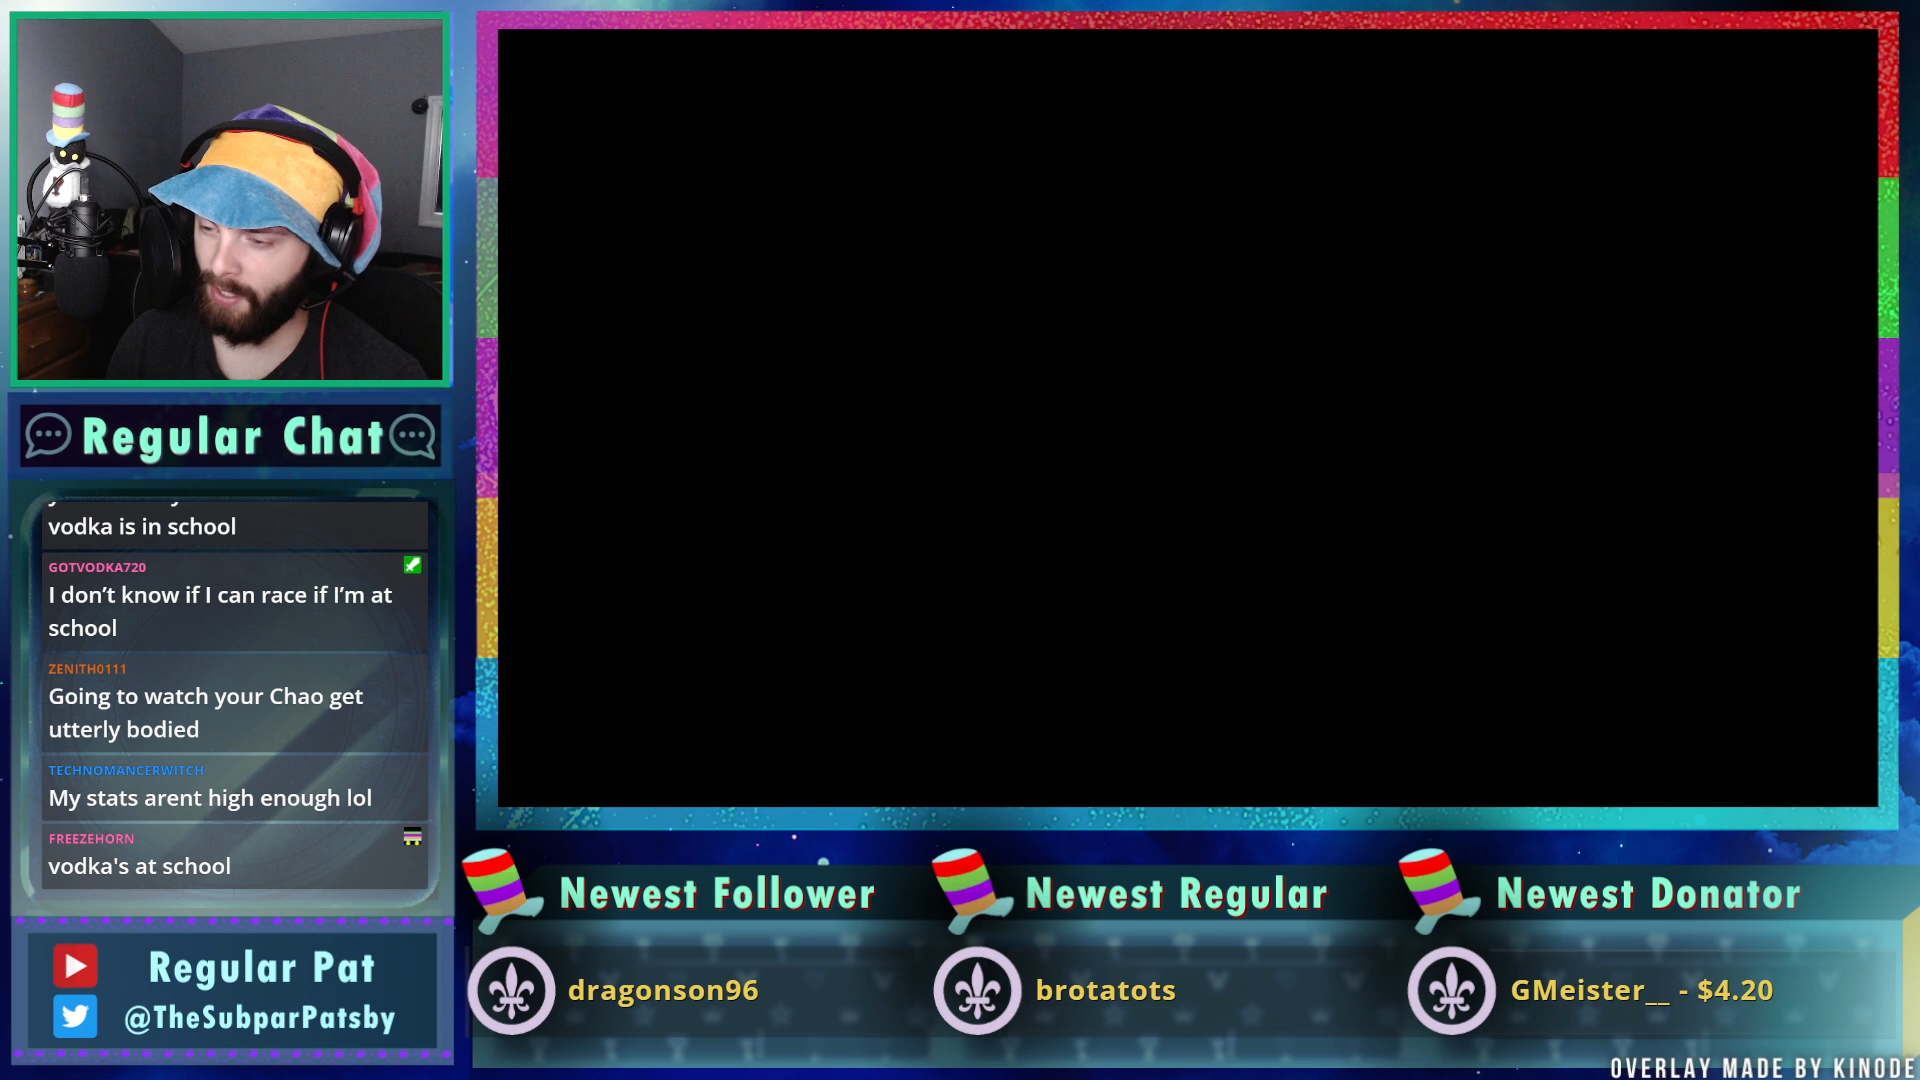 Regular Chat
vodka is in school
GOTVODKA720
I don’t know if I can race if I’m at
school
ZENITH0111
Going to watch your Chao get
utterly bodied
TECHNOMANCERWITCH
My stats arent high enough lol
FREEZEHORN
vodka's at school
Regular Pat
@TheSubparPatsby
Newest Follower
dragonson96
Newest Regular
brotatots
Newest Donator
GMeister__ - $4.20
OVERLAY MADE BY KINODE